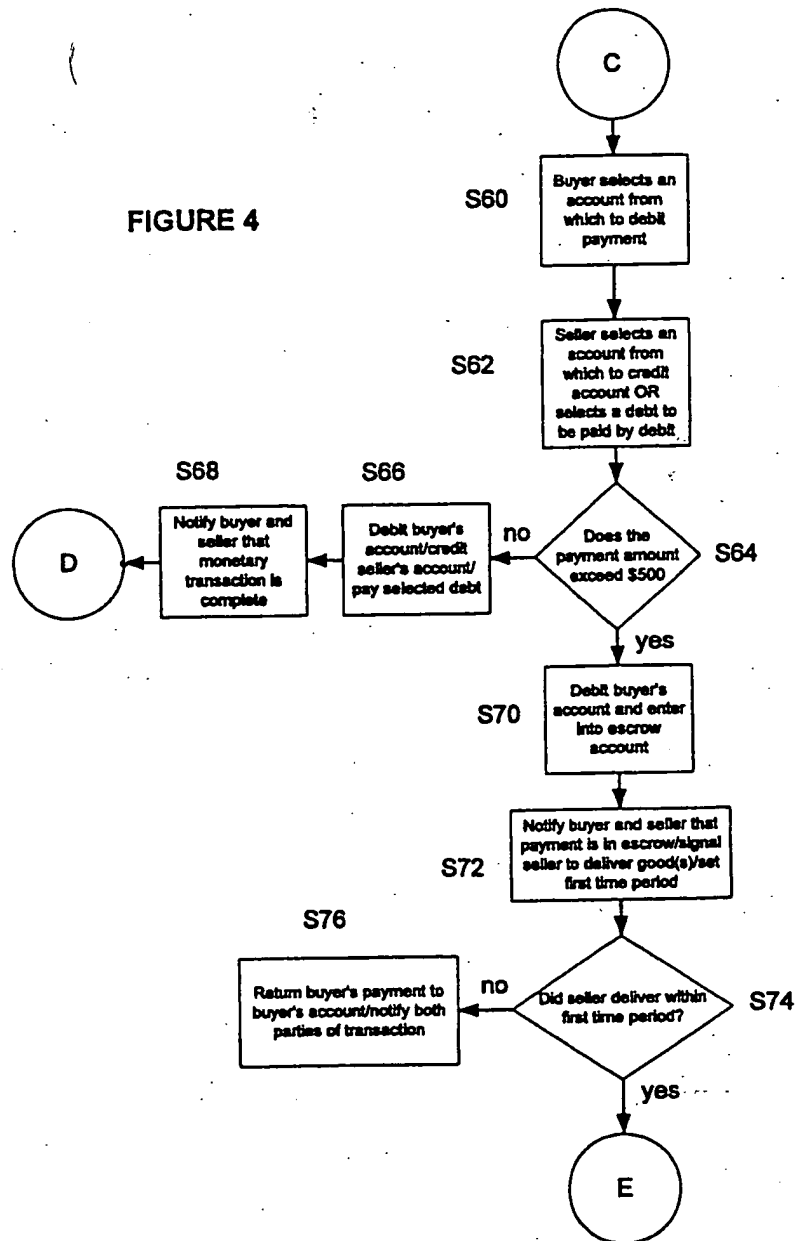 C
S60
Buyer selects an
account from
which to debit
payment
FIGURE 4
S62
Seller selects an
account from
which to credit
account OR
selects a debt to
be paid by debit
S68
S66
Notify buyer and
seller that
monetary
transaction is
complete
Debit buyer's
account/credit
seller's account/
pay selected debt
no
Does the
payment amount
exceed $500
S64
D
yes
S70
Debit buyer's
account and enter
into escrow
account
S72
Notify buyer and seller that
payment is in escrow/signal
seller to deliver good(s)/set
first time period
S76
Return buyer's payment to
buyer's account/notify both
parties of transaction
no
Did seller deliver within
first time period?
S74
yes
E